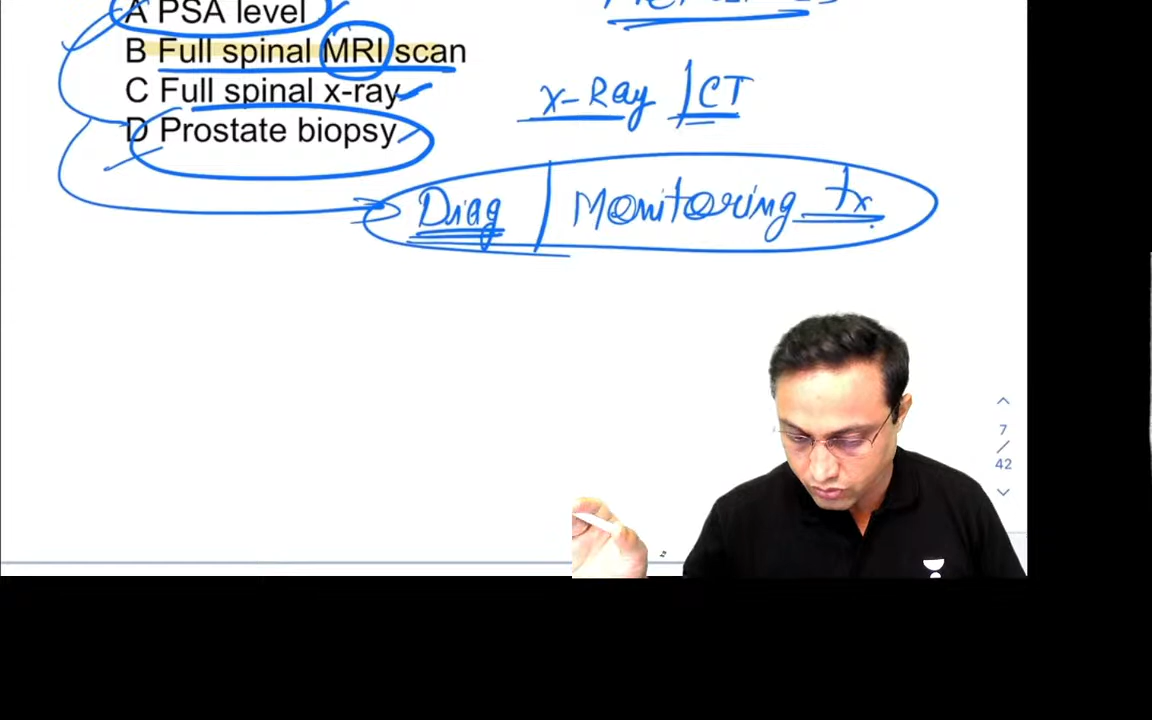 A PSA level
B Full spinal MRI scan
C Full spinal x-ray
D Prostate biopsy
x-Ray | CT
Diag | Monitoring tx
7
/
42